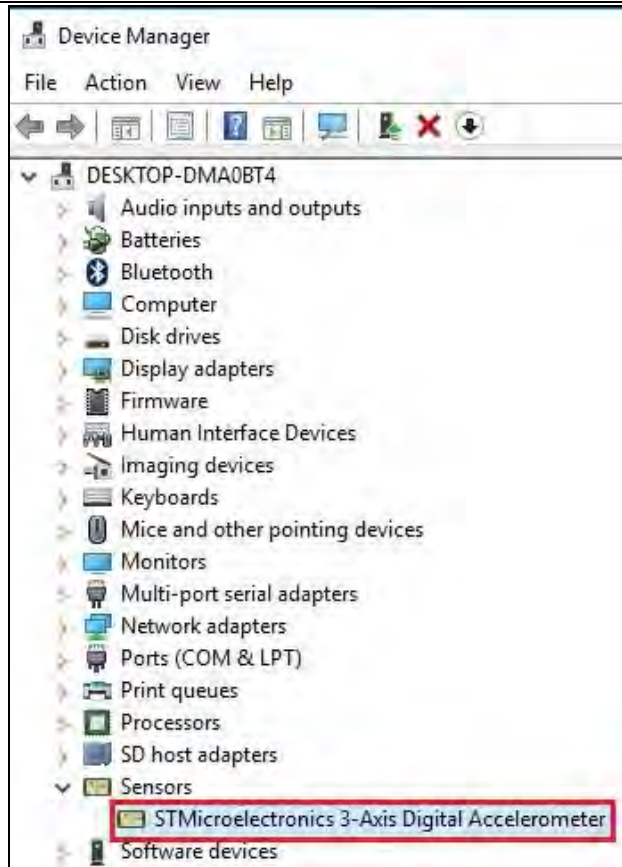 Device Manager
File Action View Help
DESKTOP-DMA0BT4
Audio inputs and outputs
Batteries
Bluetooth
Computer
Disk drives
Display adapters
Firmware
Human Interface Devices
Imaging devices
Keyboards
Mice and other pointing devices
Monitors
Multi-port serial adapters
Network adapters
Ports (COM & LPT)
Print queues
Processors
SD host adapters
Sensors
STMicroelectronics 3-Axis Digital Accelerometer
Software devices